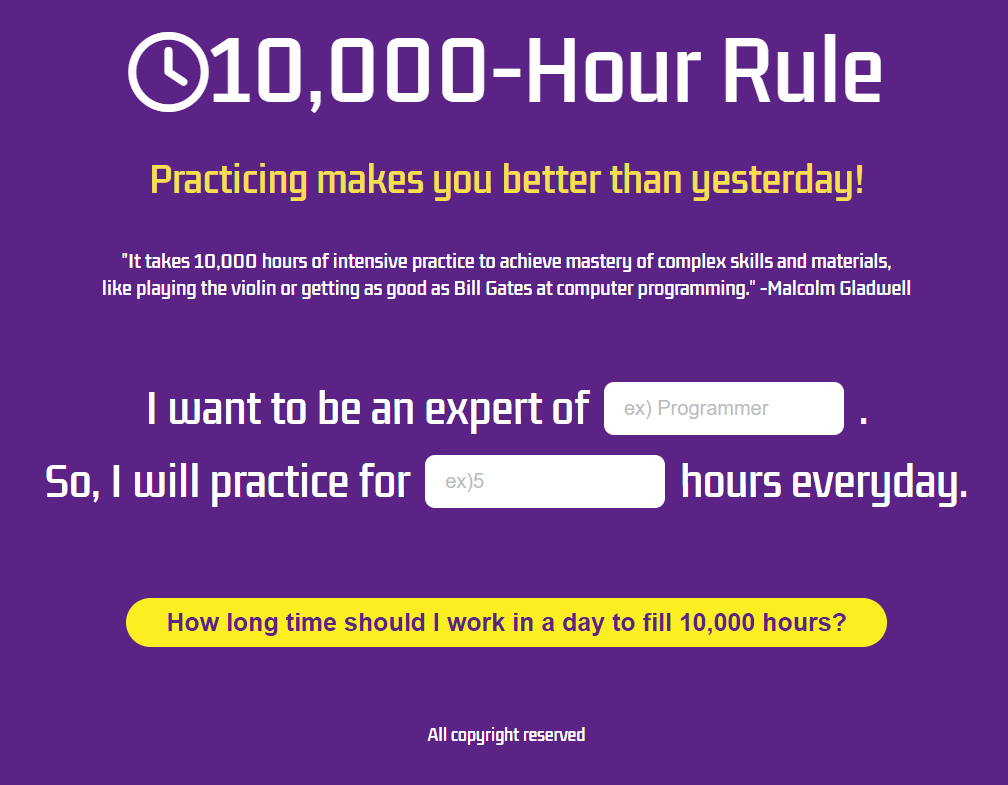 10,000-Hour Rule
Practicing makes you better than yesterday!
"It takes 10,000 hours of intensive practice to achieve mastery of complex skills and materials,
like playing the violin or getting as good as Bill Gates at computer programming." -Malcolm Gladwell
I want to be an expert of ex) Programmer .
So, I will practice for ex)5 hours everyday.
How long time should I work in a day to fill 10,000 hours?
All copyright reserved